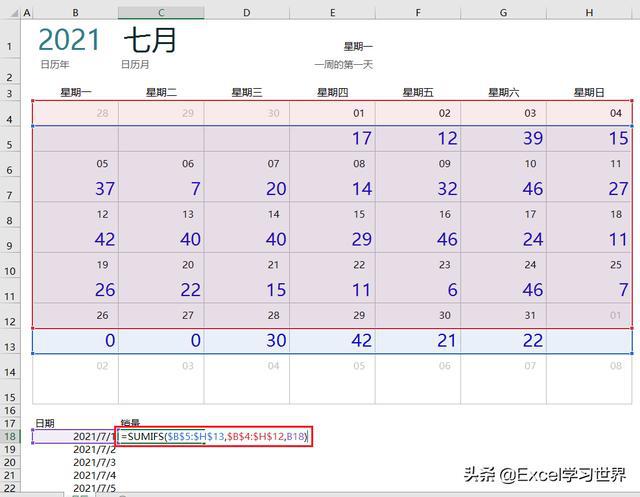 A B C D E F G H
1 2021 七月 星期一
2 日历年 日历月 一周的第一天
3 星期一 星期二 星期三 星期四 星期五 星期六 星期日
4 28 29 30 01 02 03 04
5 17 12 39 15
6 05 06 07 08 09 10 11
7 37 7 20 14 32 46 27
8 12 13 14 15 16 17 18
9 42 40 40 29 46 24 11
10 19 20 21 22 23 24 25
11 26 22 15 11 6 46 7
12 26 27 28 29 30 31 01
13 0 0 30 42 21 22
14 02 03 04 05 06 07 08
15
16
17 日期 销量
18 2021/7/1 =SUMIFS($B$5:$H$13,$B$4:$H$12,B18)
19 2021/7/2
20 2021/7/3
21 2021/7/4
22 2021/7/5
头条 @Excel学习世界